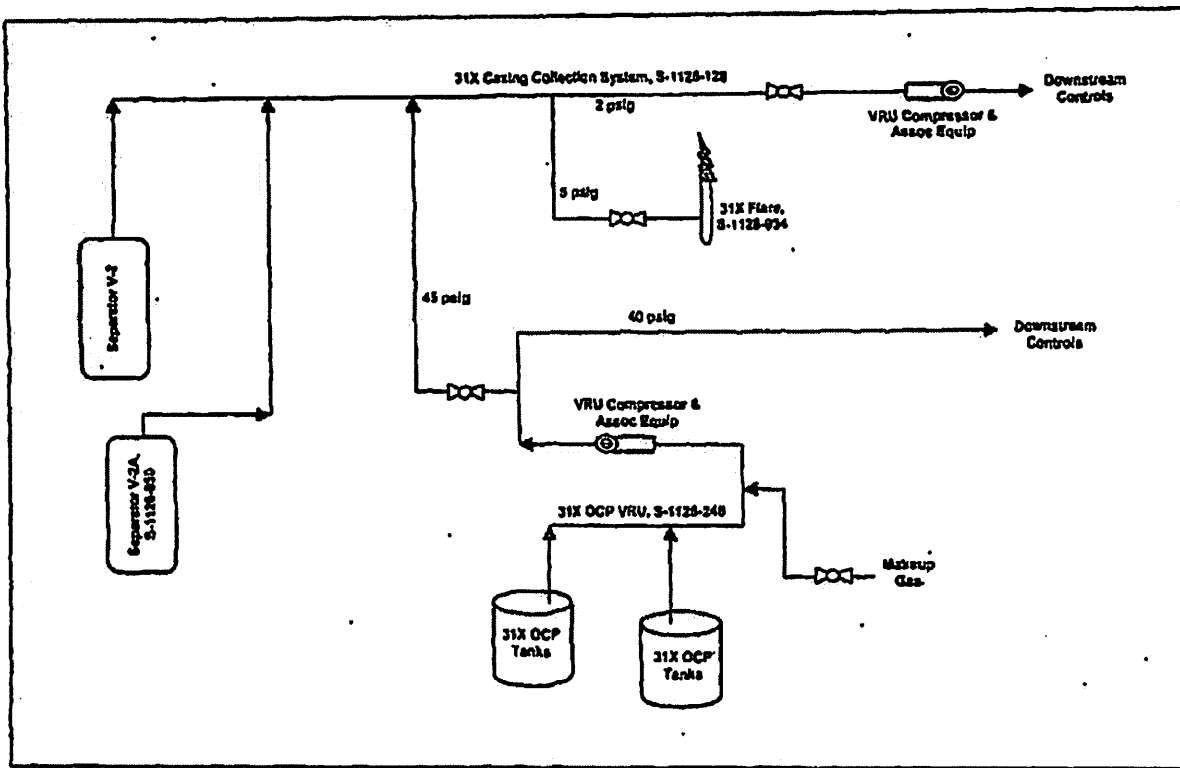 31X Casing Collection System, S-1128-128
2 psig
Downstream
Controls
VRU Compressor &
Assoc Equip
5 psig
31X Flare,
S-1128-934
Separator V-2
45 psig
40 psig
Downstream
Controls
VRU Compressor &
Assoc Equip
Separator V-2A,
31X OCP VRU, S-1128-248
Makeup
Gas
31X OCP
Tanks
31X OCP
Tanks